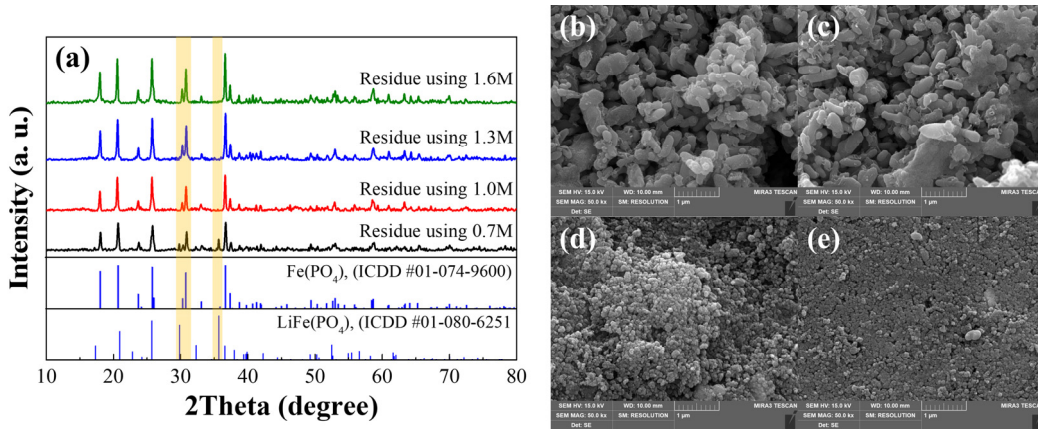 (a)
Residue using 1.6M
Residue using 1.3M
Residue using 1.0M
Residue using 0.7M
Fe(PO4), (ICDD #01-074-9600)
LiFe(PO4), (ICDD #01-080-6251
Intensity (a. u.)
10 20 30 40 50 60 70 80
2Theta (degree)
(b)
SEM HV: 15.0 kV WD: 10.00 mm MIRA3 TESCAN
SEM MAG: 50.0 kx SM: RESOLUTION 1 µm
Det: SE
(c)
SEM HV: 15.0 kV WD: 10.00 mm MIRA3 TESCAN
SEM MAG: 50.0 kx SM: RESOLUTION 1 µm
Det: SE
(d)
SEM HV: 15.0 kV WD: 10.00 mm MIRA3 TESCAN
SEM MAG: 50.0 kx SM: RESOLUTION 1 µm
Det: SE
(e)
SEM HV: 15.0 kV WD: 10.00 mm MIRA3 TESCAN
SEM MAG: 50.0 kx SM: RESOLUTION 1 µm
Det: SE